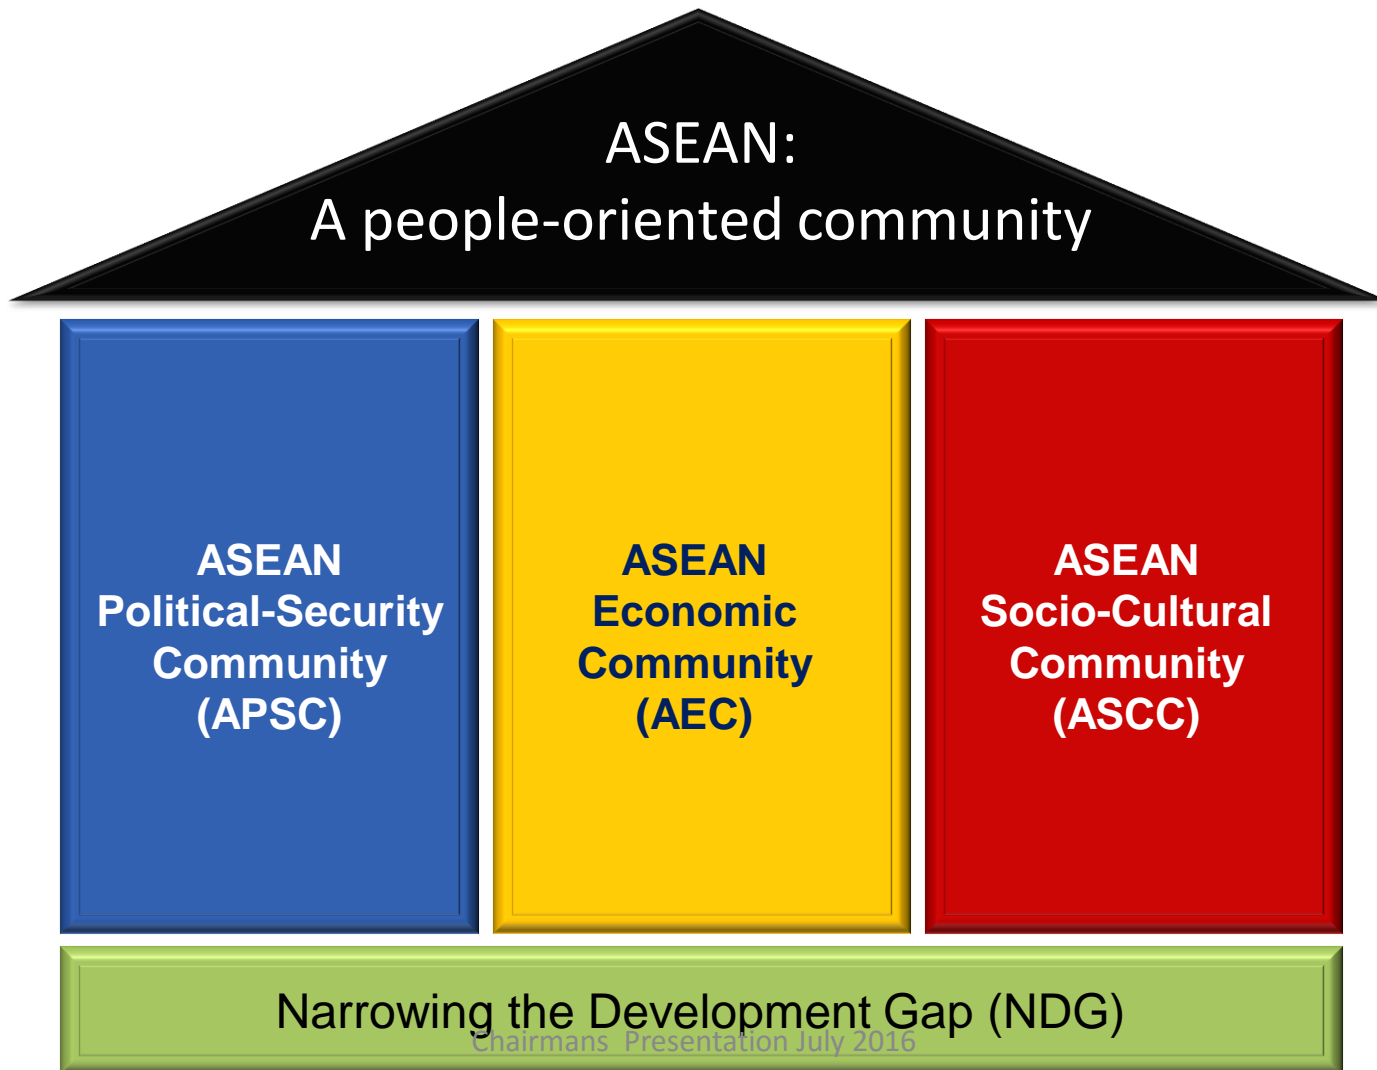 ASEAN:
A people-oriented community
ASEAN
Political-Security
Community
(APSC)
ASEAN
Economic
Community
(AEC)
ASEAN
Socio-Cultural
Community
(ASCC)
Narrowing the Development Gap (NDG)
Chairmans Presentation July 2016